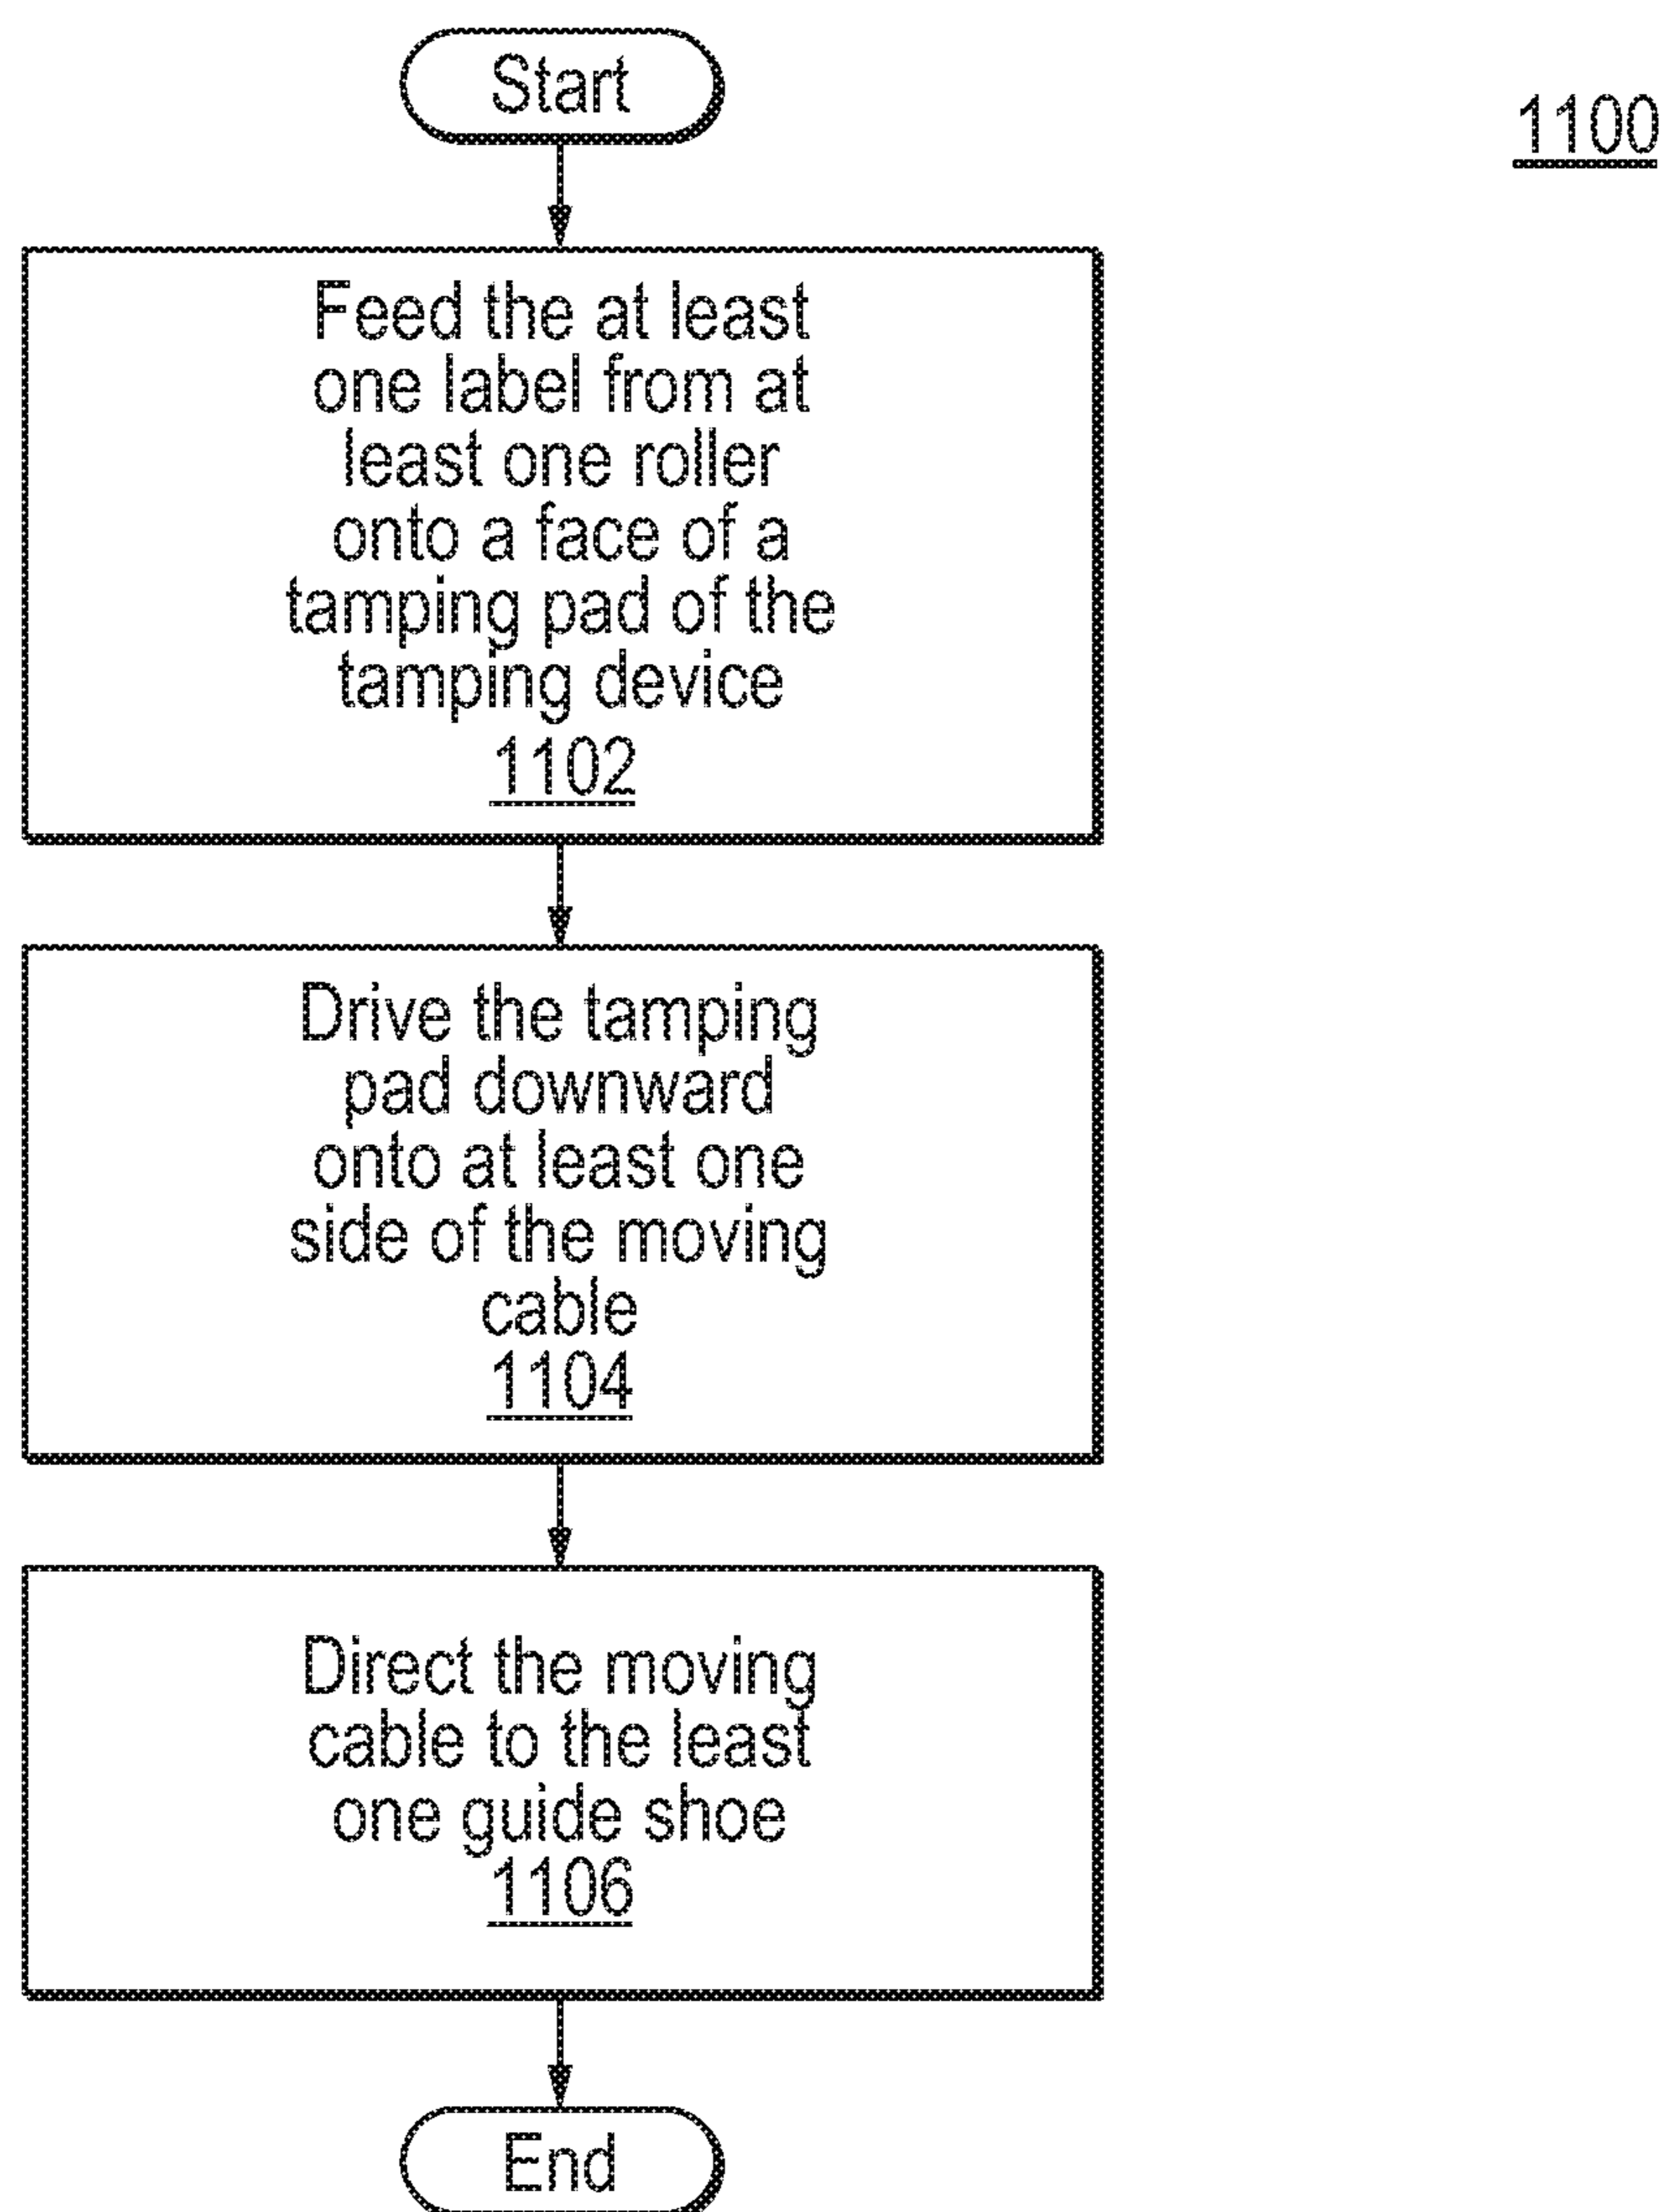 Start
1100
Feed the at least
one label from at
least one roller
onto a face of a
tamping pad of the
tamping device
1102
Drive the tamping
pad downward
onto at least one
side of the moving
cable
1104
Direct the moving
cable to the least
one guide shoe
1106
End